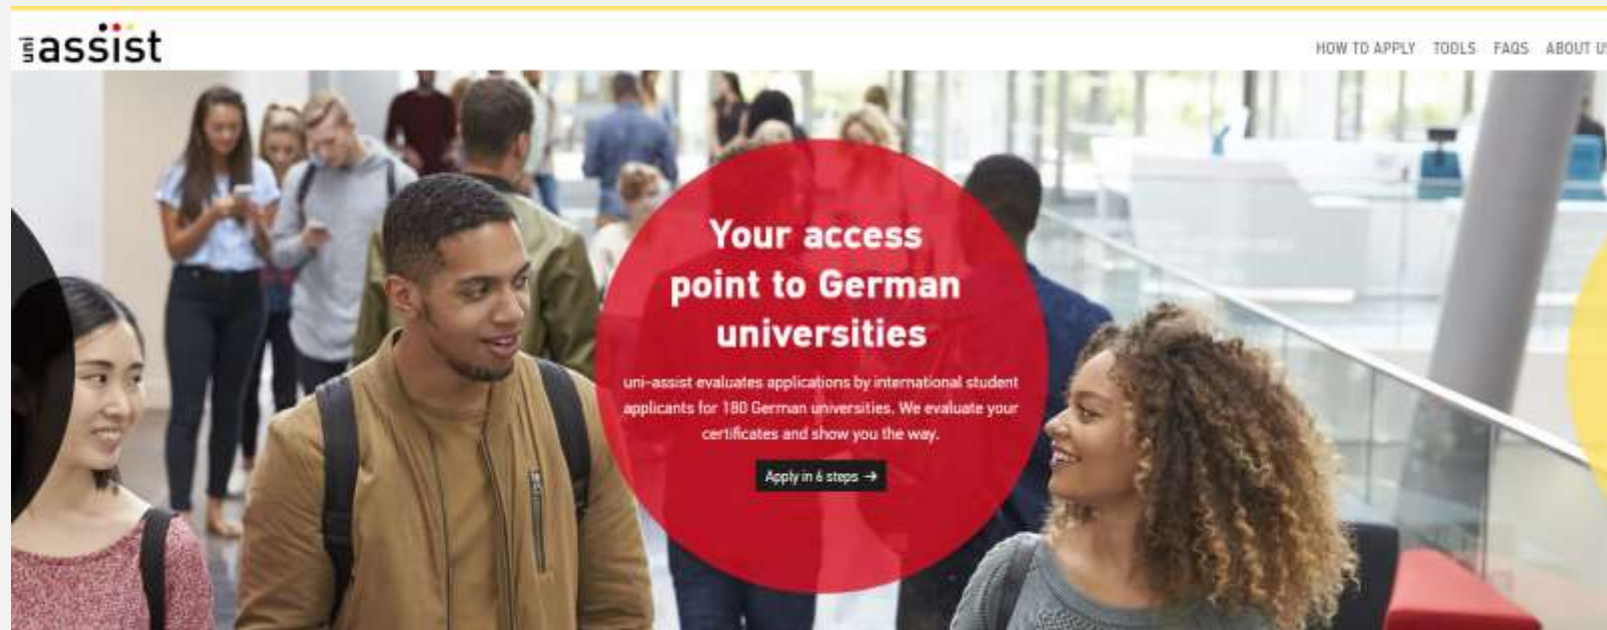 uni assist
HOW TO APPLY TOOLS FAQS ABOUT US
Your access
point to German
universities
uni-assist evaluates applications by international student
applicants for 180 German universities. We evaluate your
certificates and show you the way.
Apply in 6 steps →